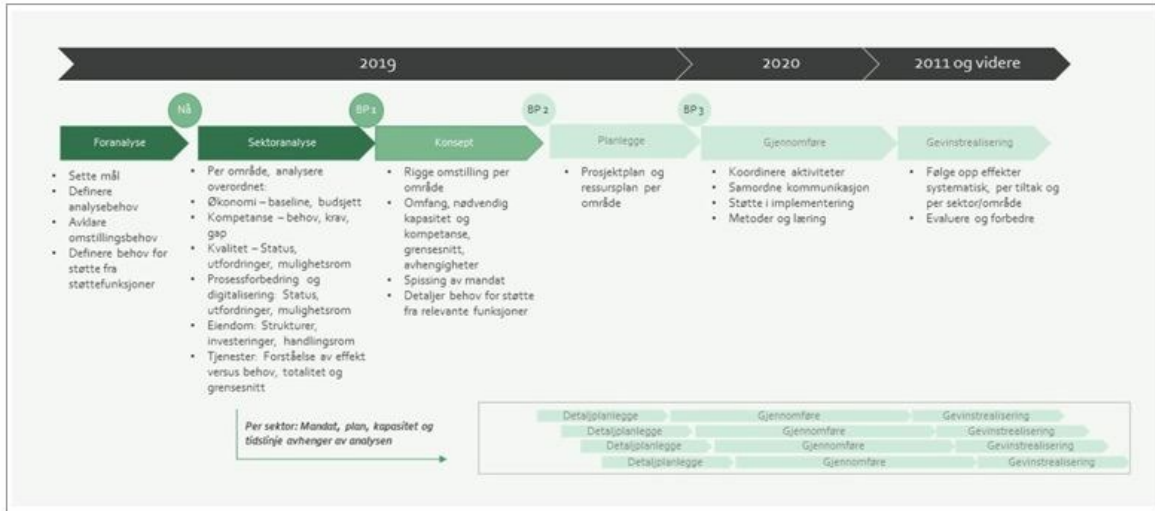 2019
2020
2011 og videre
Nå
BP 1
BP 2
BP 3
Foranalyse
Sektoranalyse
Konsept
Planlegge
Gjennomføre
Gevinstrealisering
• Sette mål
• Definere
analysebehov
• Avklare
omstillingsbehov
• Definere behov for
støtte fra
støttefunksjoner
• Per område, analysere
overordnet:
• Økonomi – baseline, budsjett
• Kompetanse – behov, krav,
gap
• Kvalitet – Status,
utfordringer, mulighetsrom
• Prosessforbedring og
digitalisering: Status,
utfordringer, mulighetsrom
• Eiendom: Strukturer,
investeringer, handlingsrom
• Tjenester: Forståelse av effekt
versus behov, totalitet og
grensesnitt
• Rigge omstilling per
område
• Omfang, nødvendig
kapasitet og
kompetanse,
grensesnitt,
avhengigheter
• Spissing av mandat
• Detaljer behov for støtte
fra relevante funksjoner
• Prosjektplan og
ressursplan per
område
• Koordinere aktiviteter
• Samordne kommunikasjon
• Støtte i implementering
• Metoder og læring
• Følge opp effekter
systematisk, per tiltak og
per sektor/område
• Evaluere og forbedre
Per sektor: Mandat, plan, kapasitet og
tidslinje avhenger av analysen
Detaljplanlegge Gjennomføre Gevinstrealisering
Detaljplanlegge Gjennomføre Gevinstrealisering
Detaljplanlegge Gjennomføre Gevinstrealisering
Detaljplanlegge Gjennomføre Gevinstrealisering